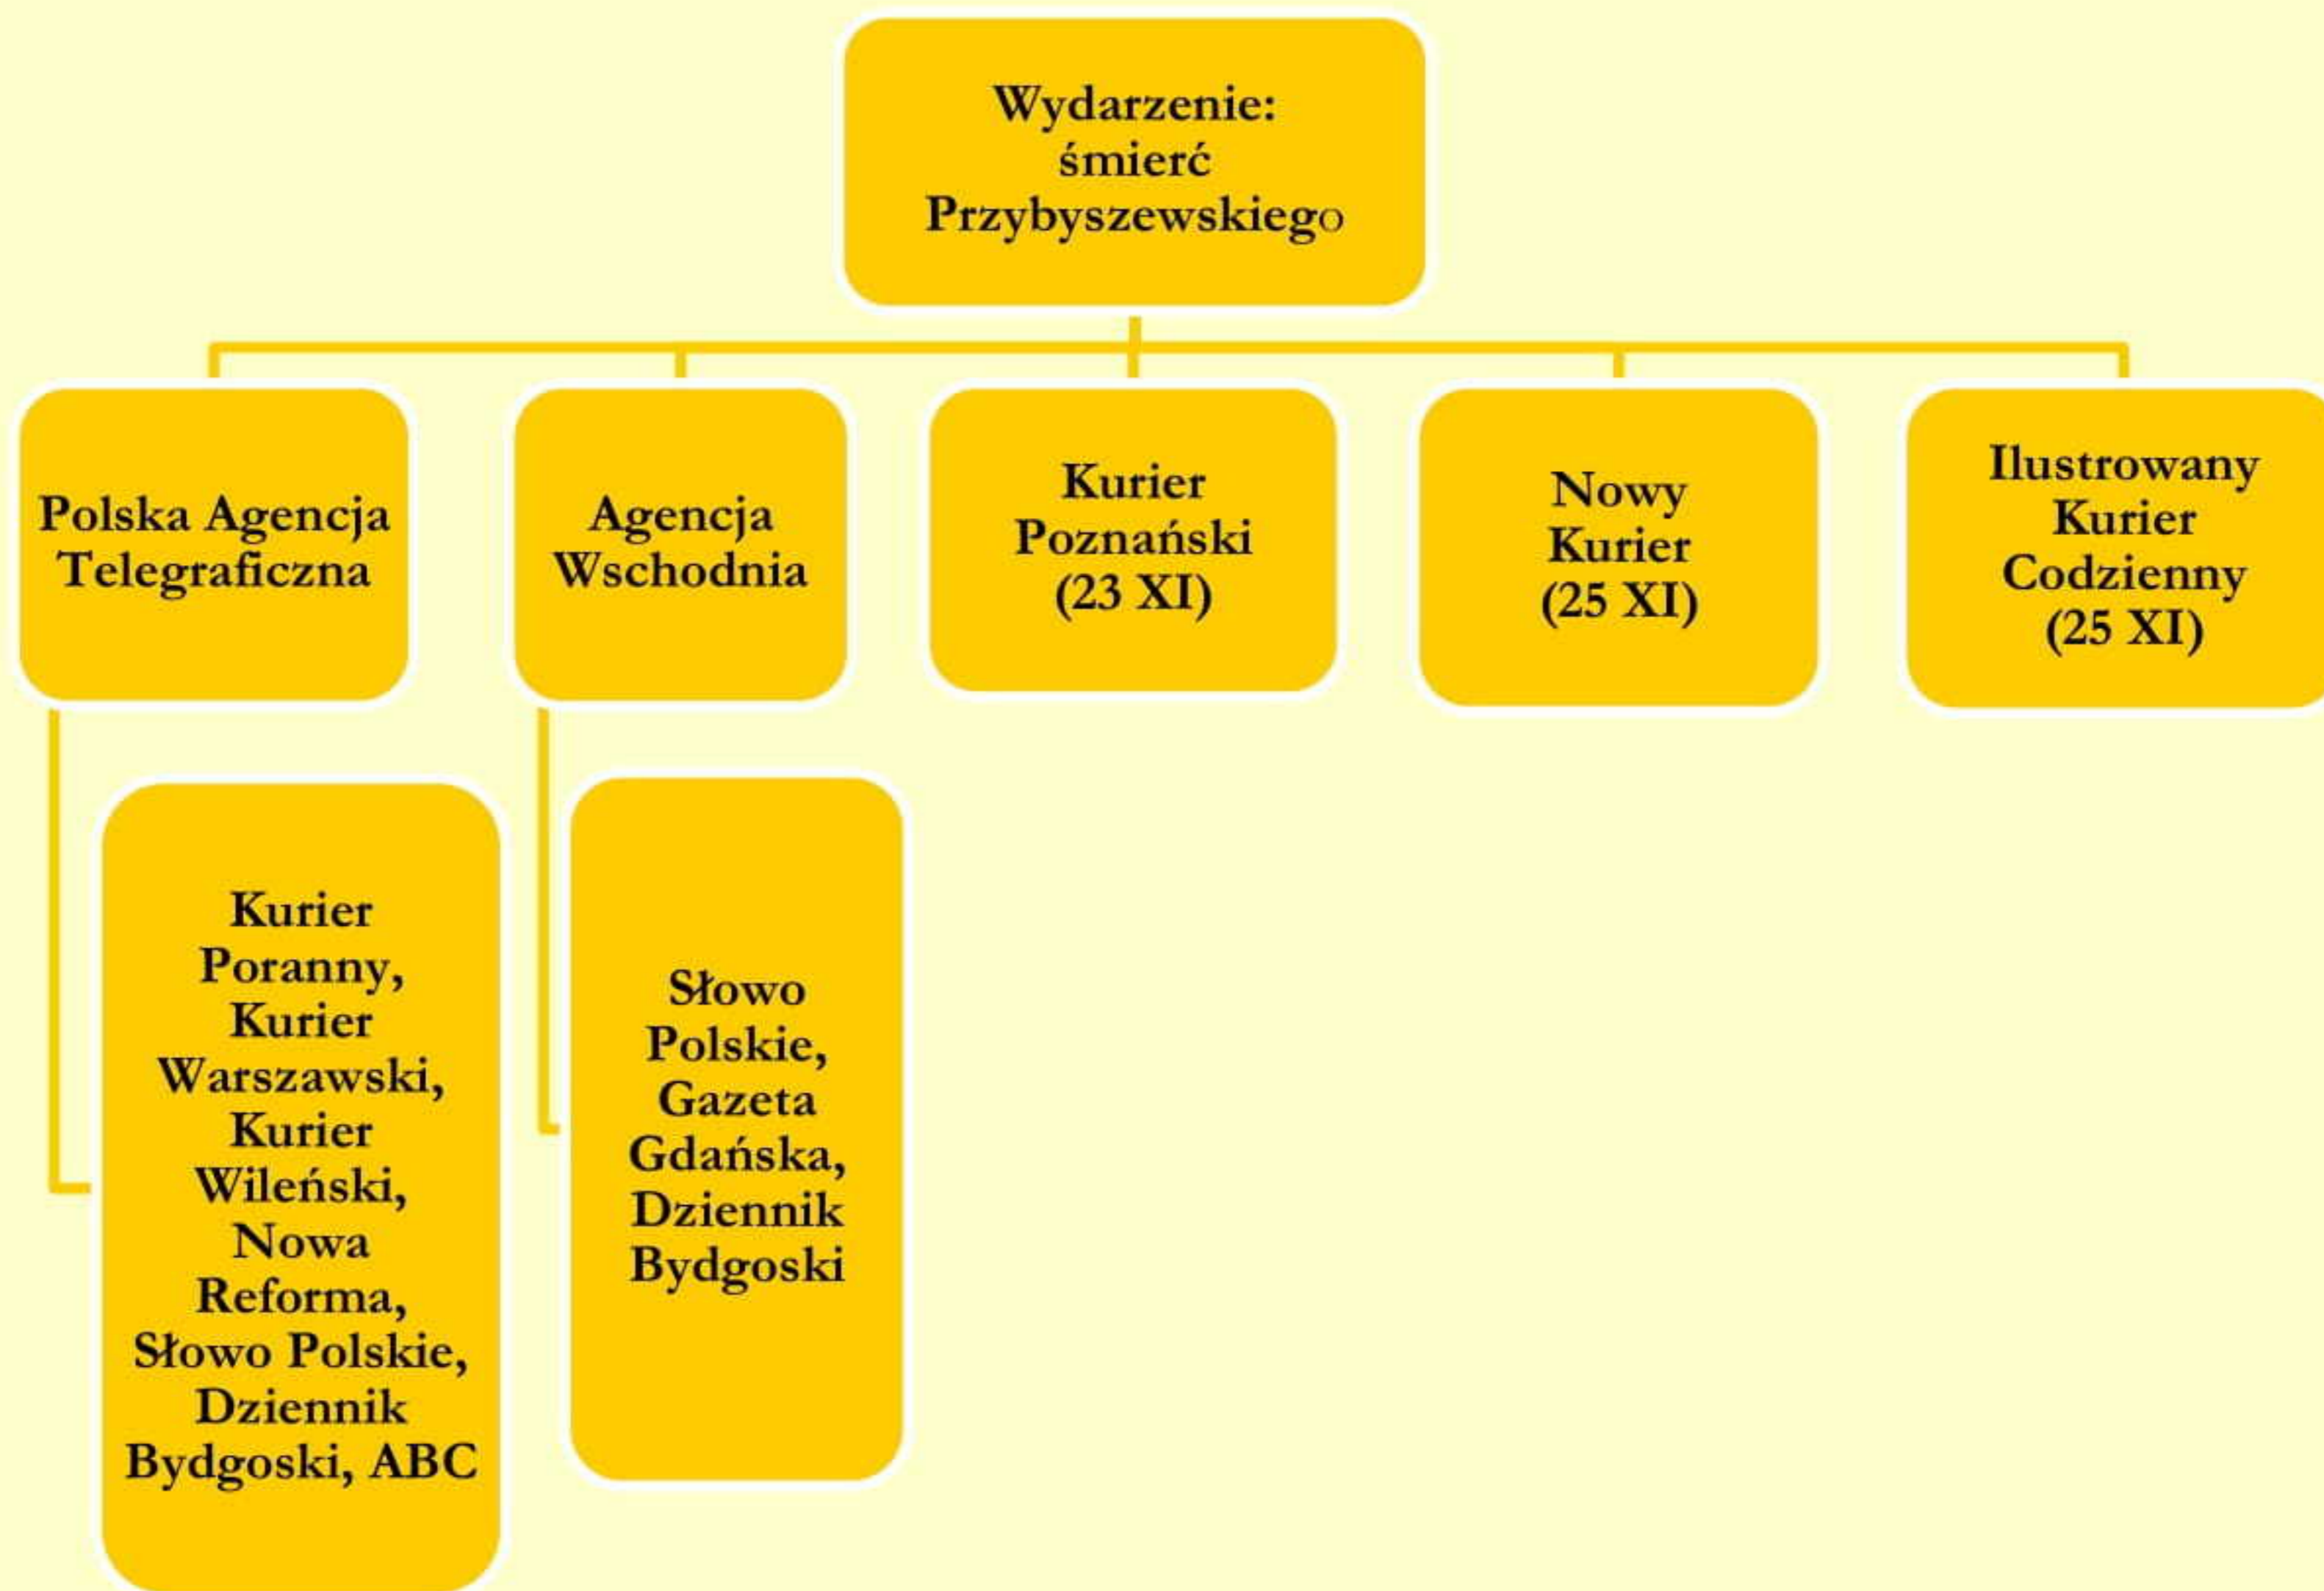 Wydarzenie:
śmierć
Przybyszewskiego
Polska Agencja
Telegraficzna
Agencja
Wschodnia
Kurier
Poznański
(23 XI)
Nowy
Kurier
(25 XI)
Ilustrowany
Kurier
Codzienny
(25 XI)
Kurier
Poranny,
Kurier
Warszawski,
Kurier
Wileński,
Nowa
Reforma,
Słowo Polskie,
Dziennik
Bydgoski, ABC
Słowo
Polskie,
Gazeta
Gdańska,
Dziennik
Bydgoski